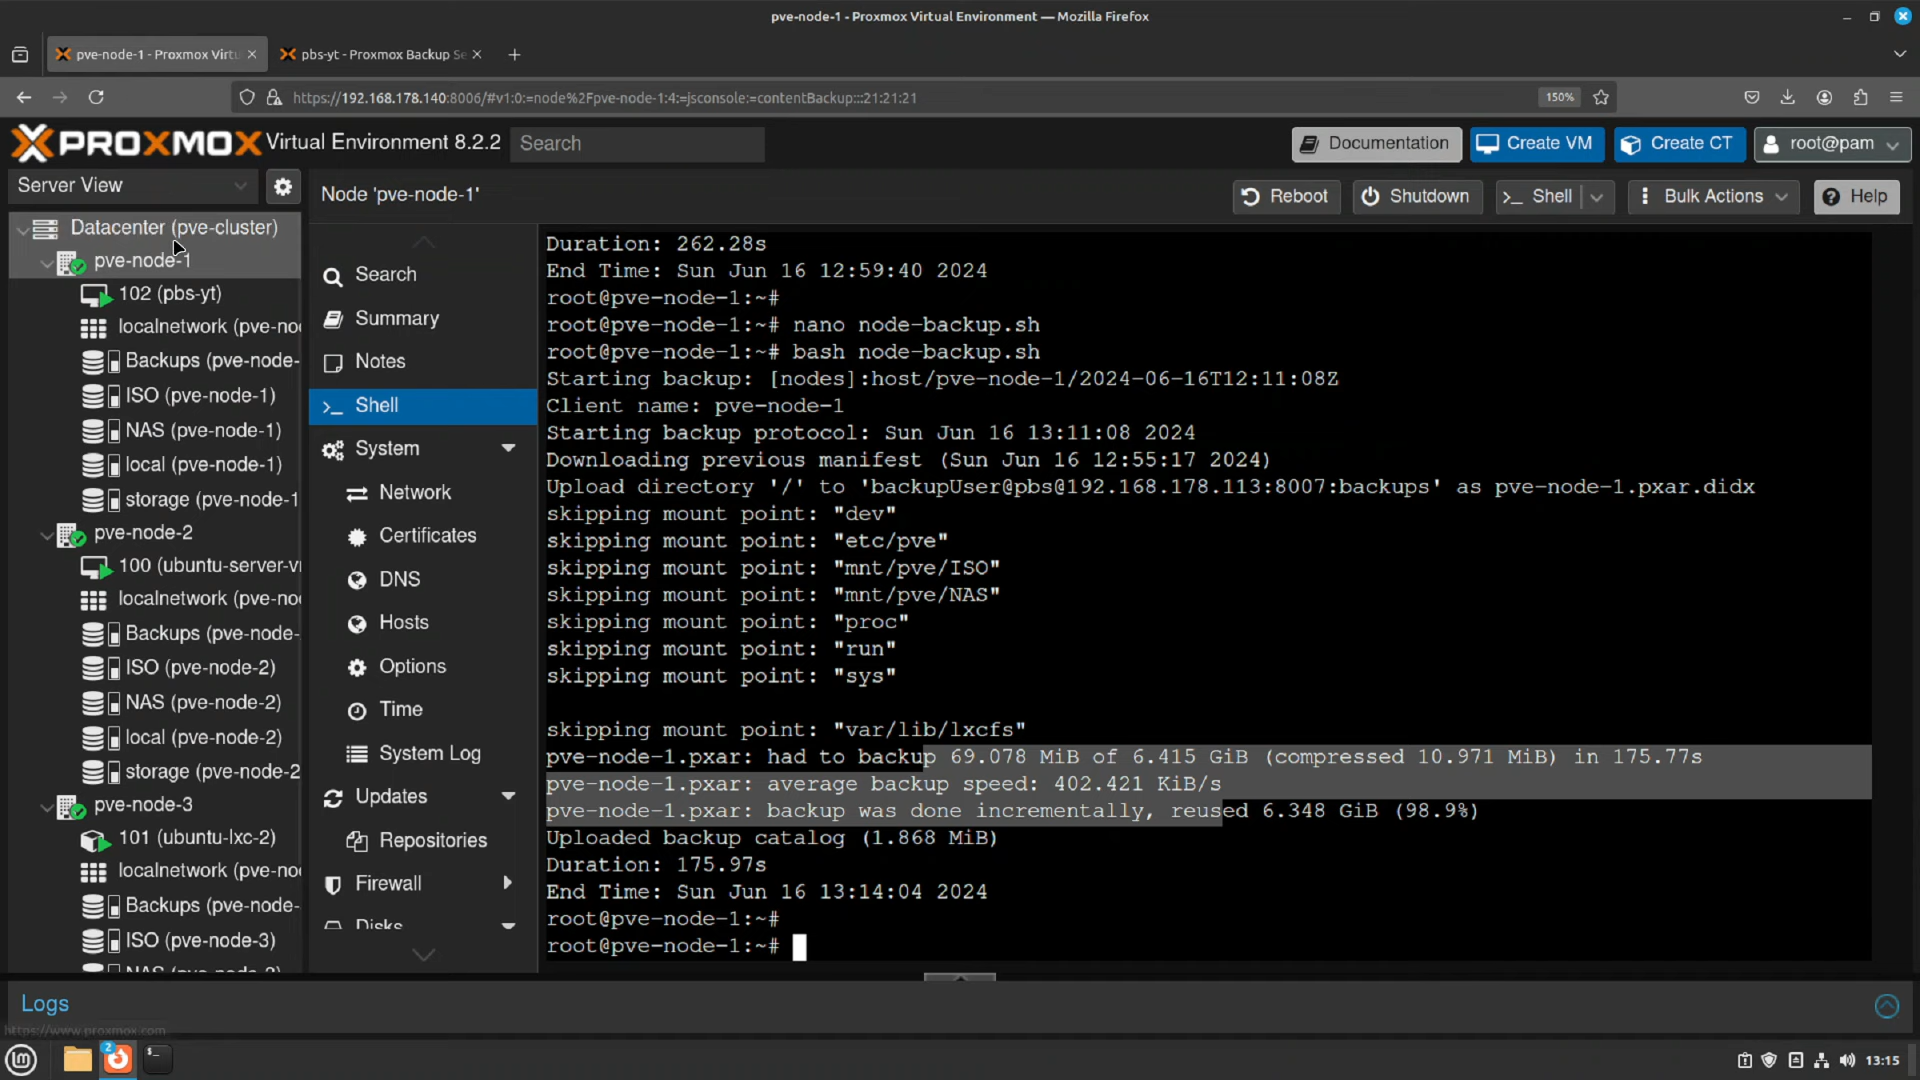 pve-node-1 - Proxmox Virtual Environment — Mozilla Firefox
pve-node-1 - Proxmox Virtu
pbs-yt - Proxmox Backup Se
https://192.168.178.140:8006/#v1:0:=node%2Fpve-node-1:4:=jsconsole:=contentBackup:::21:21:21
150%
PROXMOX Virtual Environment 8.2.2
Search
Documentation
Create VM
Create CT
root@pam
Server View
Node 'pve-node-1'
Reboot
Shutdown
>_ Shell
Bulk Actions
Help
Datacenter (pve-cluster)
pve-node-1
102 (pbs-yt)
localnetwork (pve-no
Backups (pve-node-
ISO (pve-node-1)
NAS (pve-node-1)
local (pve-node-1)
storage (pve-node-1
pve-node-2
100 (ubuntu-server-v
localnetwork (pve-no
Backups (pve-node-
ISO (pve-node-2)
NAS (pve-node-2)
local (pve-node-2)
storage (pve-node-2
pve-node-3
101 (ubuntu-lxc-2)
localnetwork (pve-no
Backups (pve-node-
ISO (pve-node-3)
Search
Summary
Notes
>_ Shell
System
Network
Certificates
DNS
Hosts
Options
Time
System Log
Updates
Repositories
Firewall
Disks
Duration: 262.28s
End Time: Sun Jun 16 12:59:40 2024
root@pve-node-1:~#
root@pve-node-1:~# nano node-backup.sh
root@pve-node-1:~# bash node-backup.sh
Starting backup: [nodes]:host/pve-node-1/2024-06-16T12:11:08Z
Client name: pve-node-1
Starting backup protocol: Sun Jun 16 13:11:08 2024
Downloading previous manifest (Sun Jun 16 12:55:17 2024)
Upload directory '/' to 'backupUser@pbs@192.168.178.113:8007:backups' as pve-node-1.pxar.didx
skipping mount point: "dev"
skipping mount point: "etc/pve"
skipping mount point: "mnt/pve/ISO"
skipping mount point: "mnt/pve/NAS"
skipping mount point: "proc"
skipping mount point: "run"
skipping mount point: "sys"
skipping mount point: "var/lib/lxcfs"
pve-node-1.pxar: had to backup 69.078 MiB of 6.415 GiB (compressed 10.971 MiB) in 175.77s
pve-node-1.pxar: average backup speed: 402.421 KiB/s
pve-node-1.pxar: backup was done incrementally, reused 6.348 GiB (98.9%)
Uploaded backup catalog (1.868 MiB)
Duration: 175.97s
End Time: Sun Jun 16 13:14:04 2024
root@pve-node-1:~#
root@pve-node-1:~#
Logs
https://www.proxmox.com
2
13:15